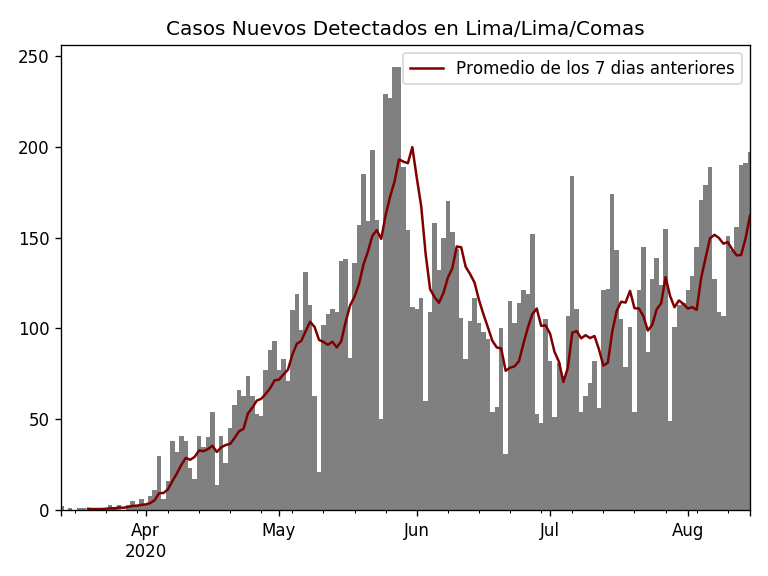 Casos Nuevos Detectados en Lima/Lima/Comas
Promedio de los 7 dias anteriores
250
200
150
100
50
0
Apr
2020
May
Jun
Jul
Aug